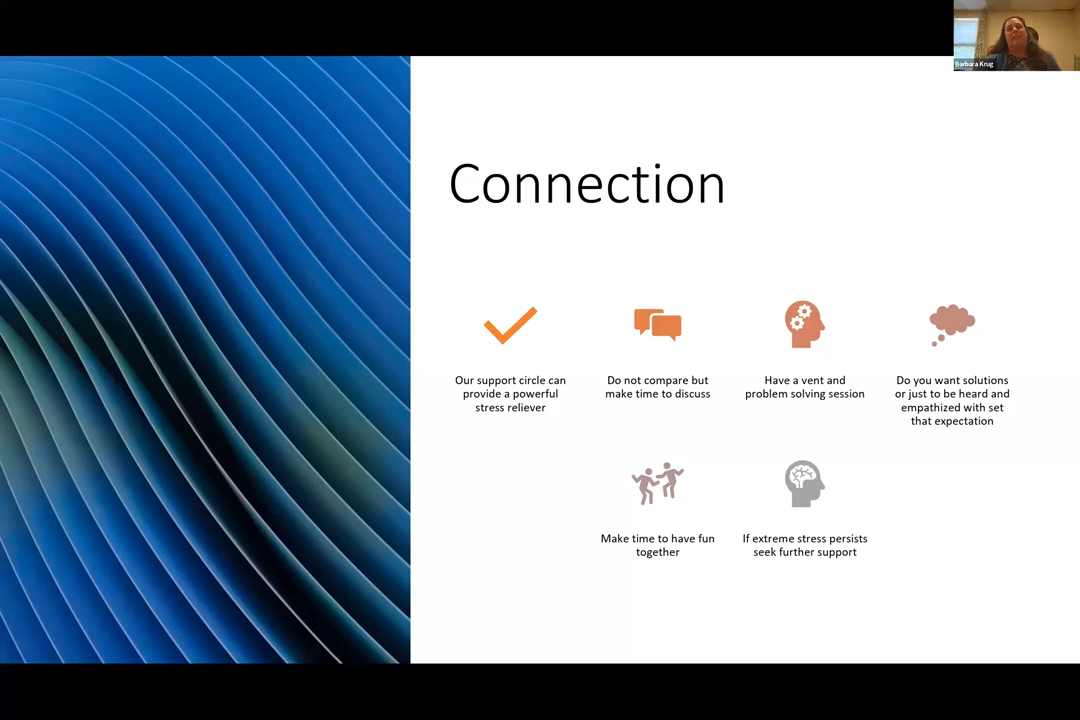 Barbara Krug
Connection
Our support circle can
provide a powerful
stress reliever
Do not compare but
make time to discuss
Have a vent and
problem solving session
Do you want solutions
or just to be heard and
empathized with set
that expectation
Make time to have fun
together
If extreme stress persists
seek further support